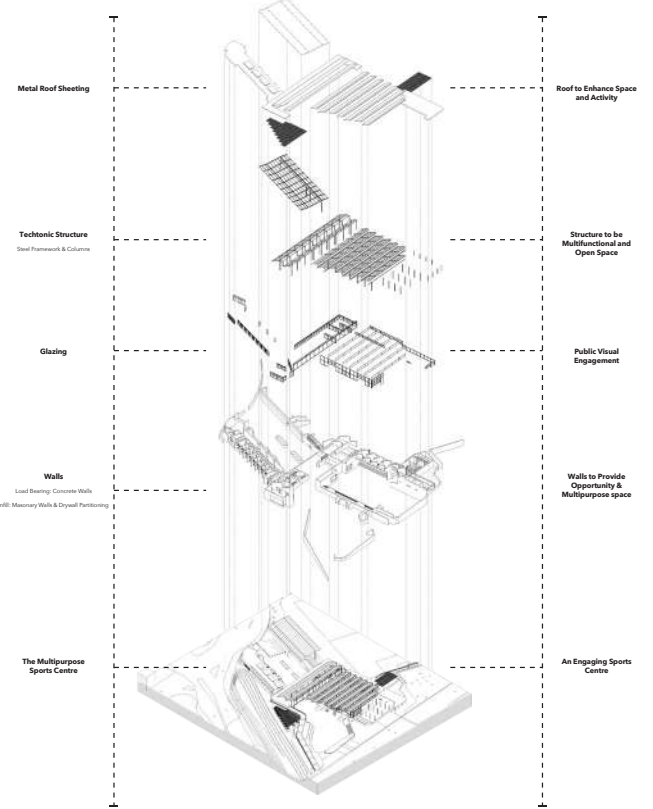 Metal Roof Sheeting
Roof to Enhance Space
and Activity
Techtonic Structure
Steel Framework & Columns
Structure to be
Multifunctional and
Open Space
Glazing
Public Visual
Engagement
Walls
Load Bearing: Concrete Walls
Masonary Walls & Drywall Partitioning
Walls to Provide
Opportunity &
Multipurpose space
The Multipurpose
Sports Centre
An Engaging Sports
Centre